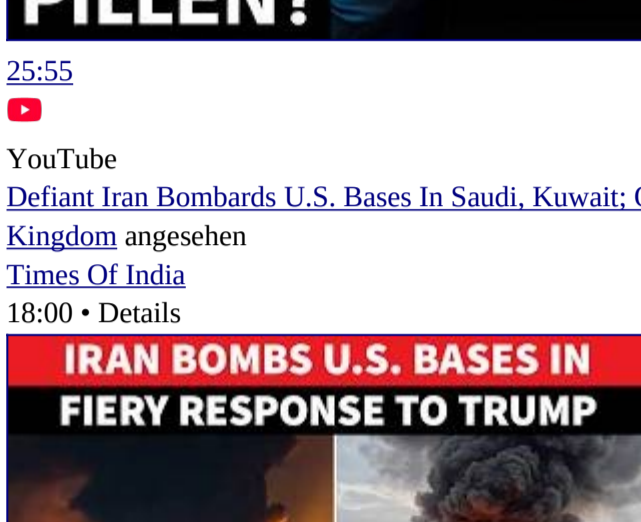 PILLEN?
25:55
YouTube
Defiant Iran Bombards U.S. Bases In Saudi, Kuwait;
Kingdom angesehen
Times Of India
18:00 • Details
IRAN BOMBS U.S. BASES IN
FIERY RESPONSE TO TRUMP